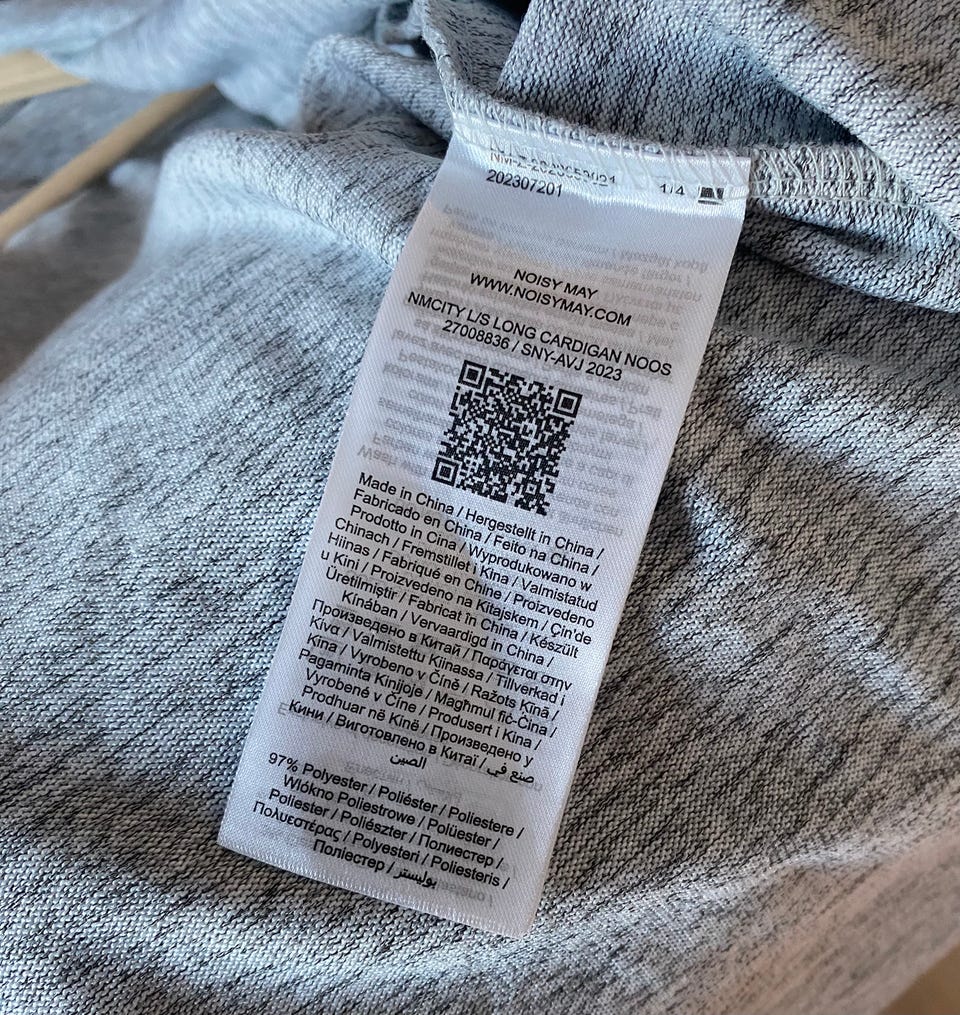 202307201
1/4
NOISY MAY
WWW.NOISYMAY.COM
NMCITY L/S LONG CARDIGAN NOOS
27008836 / SNY-AVJ 2023
Made in China / Hergestellt in China /
Fabricado en China / Feito na China /
Prodotto in Cina / Wyprodukowano w
Chinach / Fremstillet i Kina / Valmistatud
Hiinas / Fabriqué en Chine / Proizvedeno
u Kini / Proizvedeno na Kitajskem / Çin'de
Üretilmiştir / Fabricat în China / Készült
Kínában / Vervaardigd in China /
Произведено в Китай / Παράγεται στην
Κίνα / Valmistettu Kiinassa / Tillverkad i
Kina / Vyrobeno v Číně / Ražots Ķīnā /
Pagaminta Kinijoje / Magħmul fiċ-Ċina /
Vyrobené v Číne / Produsert i Kina /
Prodhuar në Kinë / Произведено у
Кини / Виготовлено в Китаї / صنع في
الصين
97% Polyester / Poliéster / Poliestere /
Włókno Poliestrowe / Polüester /
Poliester / Poliészter / Полиестер /
Πολυεστέρας / Polyesteri / Poliesteris /
Поліестер / بوليستر